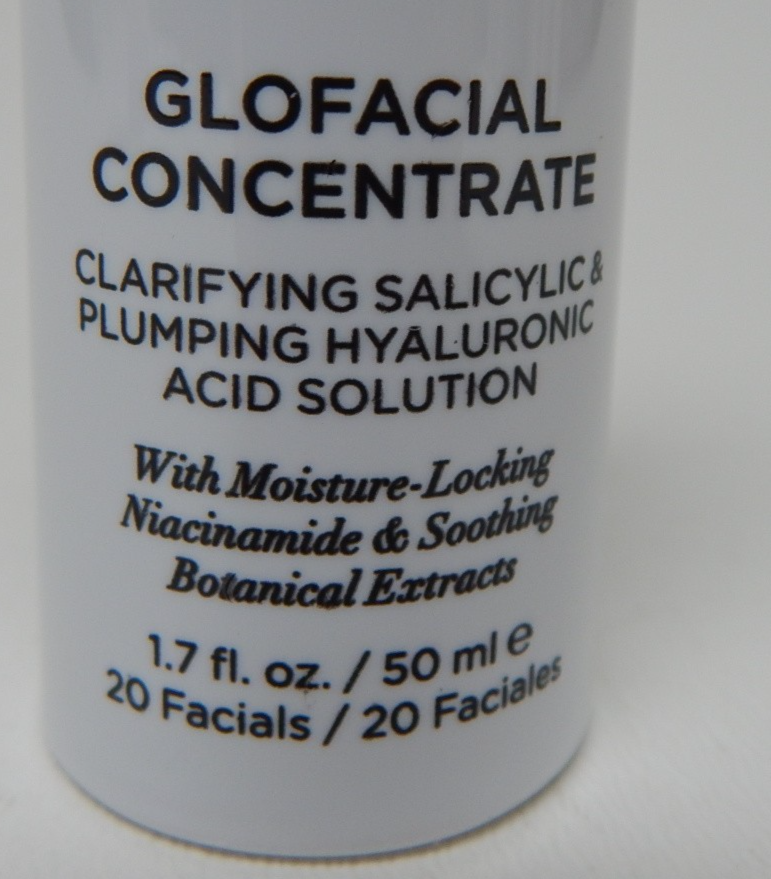 GLOFACIAL
CONCENTRATE
CLARIFYING SALICYLIC &
PLUMPING HYALURONIC
ACID SOLUTION
With Moisture-Locking
Niacinamide & Soothing
Botanical Extracts
1.7 fl. oz. / 50 ml e
20 Facials / 20 Faciales